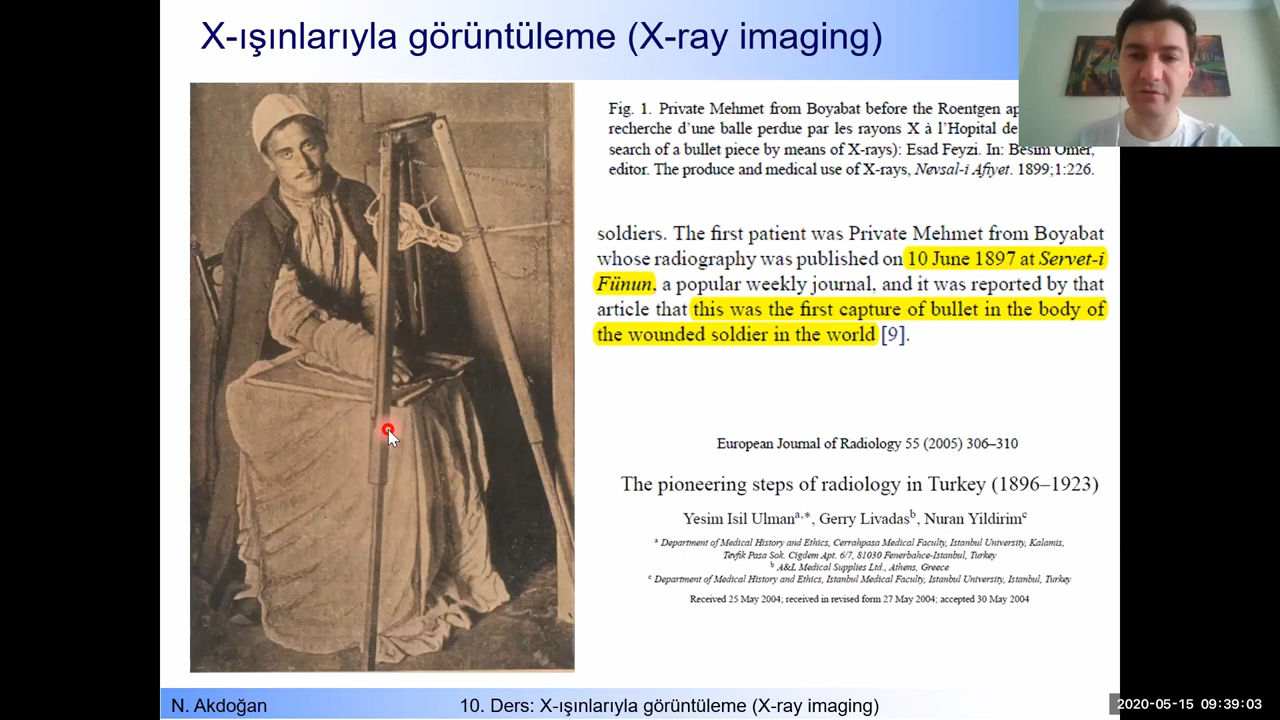 X-ışınlarıyla görüntüleme (X-ray imaging)
Fig. 1. Private Mehmet from Boyabat before the Roentgen
recherche d'une balle perdue par les rayons X à l'Hopital de
search of a bullet piece by means of X-rays): Esad Feyzi. In: Besim Omer,
editor. The produce and medical use of X-rays, Nevsal-i Afiyet. 1899;1:226.
soldiers. The first patient was Private Mehmet from Boyabat
whose radiography was published on 10 June 1897 at Servet-i
Fünun, a popular weekly journal, and it was reported by that
article that this was the first capture of bullet in the body of
the wounded soldier in the world [9].
European Journal of Radiology 55 (2005) 306–310
The pioneering steps of radiology in Turkey (1896–1923)
Yesim Isil Ulman a,*, Gerry Livadas b, Nuran Yildirim c
a Department of Medical History and Ethics, Cerrahpasa Medical Faculty, Istanbul University, Kalamis,
Tevfik Pasa Sok. Cigdem Apt. 6/7, 81030 Fenerbahce-Istanbul, Turkey
b A&L Medical Supplies Ltd., Athens, Greece
c Department of Medical History and Ethics, Istanbul Medical Faculty, Istanbul University, Istanbul, Turkey
Received 25 May 2004; received in revised form 27 May 2004; accepted 30 May 2004
N. Akdoğan
10. Ders: X-ışınlarıyla görüntüleme (X-ray imaging)
2020-05-15 09:39:03